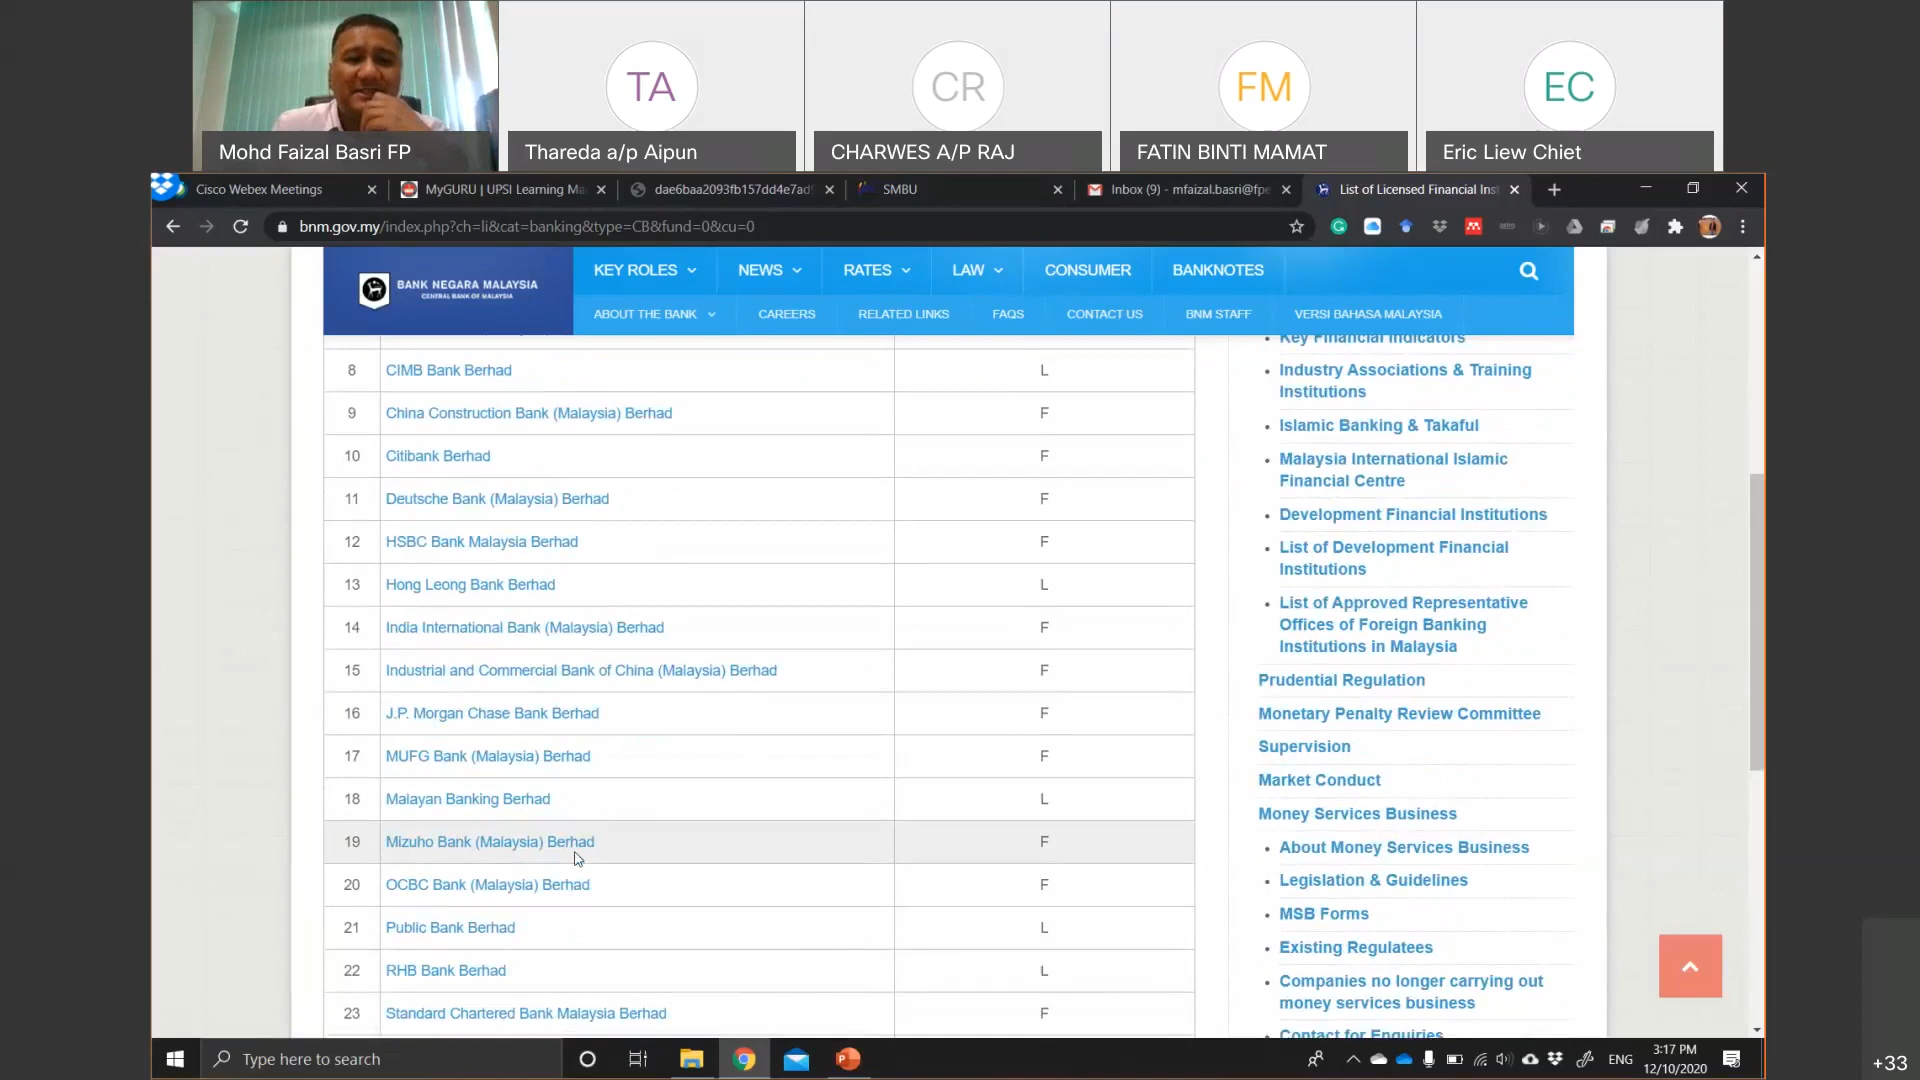 TA
CR
FM
EC
Mohd Faizal Basri FP
Thareda a/p Aipun
CHARWES A/P RAJ
FATIN BINTI MAMAT
Eric Liew Chiet
Cisco Webex Meetings
MyGURU | UPSI Learning Ma
dae6baa2093fb157dd4e7ad9
SMBU
Inbox (9) - mfaizal.basri@fpe
List of Licensed Financial Inst
bnm.gov.my/index.php?ch=li&cat=banking&type=CB&fund=0&cu=0
BANK NEGARA MALAYSIA
CENTRAL BANK OF MALAYSIA
KEY ROLES NEWS RATES LAW CONSUMER BANKNOTES
ABOUT THE BANK CAREERS RELATED LINKS FAQS CONTACT US BNM STAFF VERSI BAHASA MALAYSIA
8 CIMB Bank Berhad L
9 China Construction Bank (Malaysia) Berhad F
10 Citibank Berhad F
11 Deutsche Bank (Malaysia) Berhad F
12 HSBC Bank Malaysia Berhad F
13 Hong Leong Bank Berhad L
14 India International Bank (Malaysia) Berhad F
15 Industrial and Commercial Bank of China (Malaysia) Berhad F
16 J.P. Morgan Chase Bank Berhad F
17 MUFG Bank (Malaysia) Berhad F
18 Malayan Banking Berhad L
19 Mizuho Bank (Malaysia) Berhad F
20 OCBC Bank (Malaysia) Berhad F
21 Public Bank Berhad L
22 RHB Bank Berhad L
23 Standard Chartered Bank Malaysia Berhad F
Key Financial Indicators
Industry Associations & Training
Institutions
Islamic Banking & Takaful
Malaysia International Islamic
Financial Centre
Development Financial Institutions
List of Development Financial
Institutions
List of Approved Representative
Offices of Foreign Banking
Institutions in Malaysia
Prudential Regulation
Monetary Penalty Review Committee
Supervision
Market Conduct
Money Services Business
About Money Services Business
Legislation & Guidelines
MSB Forms
Existing Regulatees
Companies no longer carrying out
money services business
Contact for Enquiries
Type here to search
ENG
3:17 PM
12/10/2020
+33